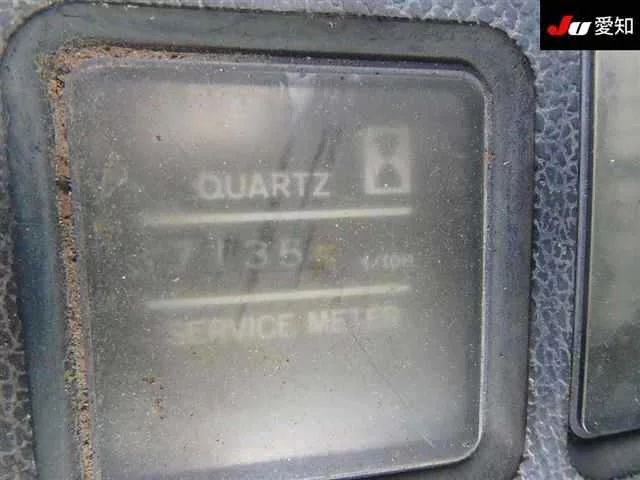 JU 愛知
QUARTZ
7135
1/10H
SERVICE METER